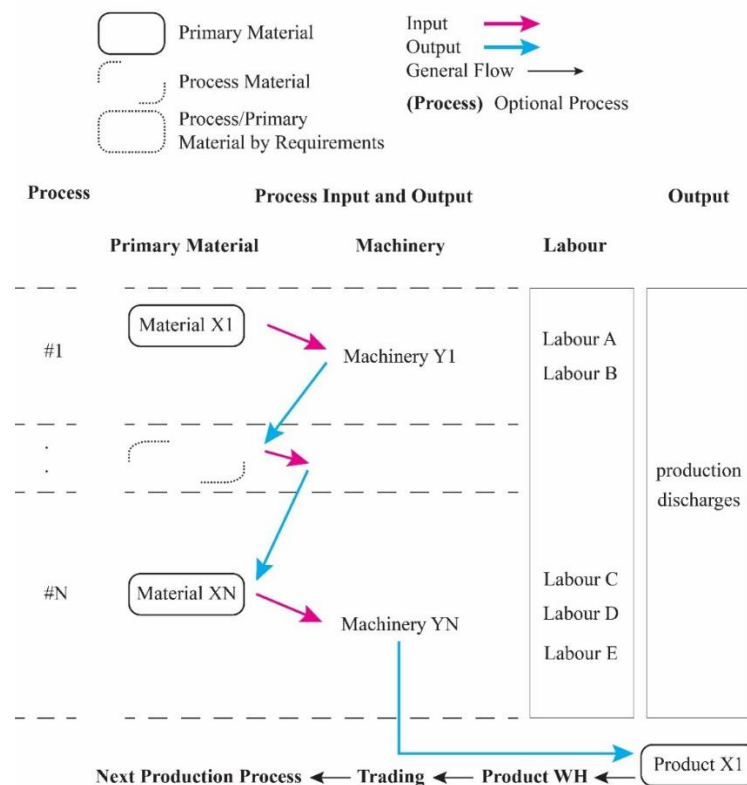 Primary Material
Process Material
Process/Primary
Material by Requirements
Input
Output
General Flow
(Process) Optional Process
Process
Process Input and Output
Output
Primary Material
Machinery
Labour
#1
Material X1
Machinery Y1
Labour A
Labour B
.
.
production
discharges
#N
Material XN
Machinery YN
Labour C
Labour D
Labour E
Product X1
Next Production Process
Trading
Product WH